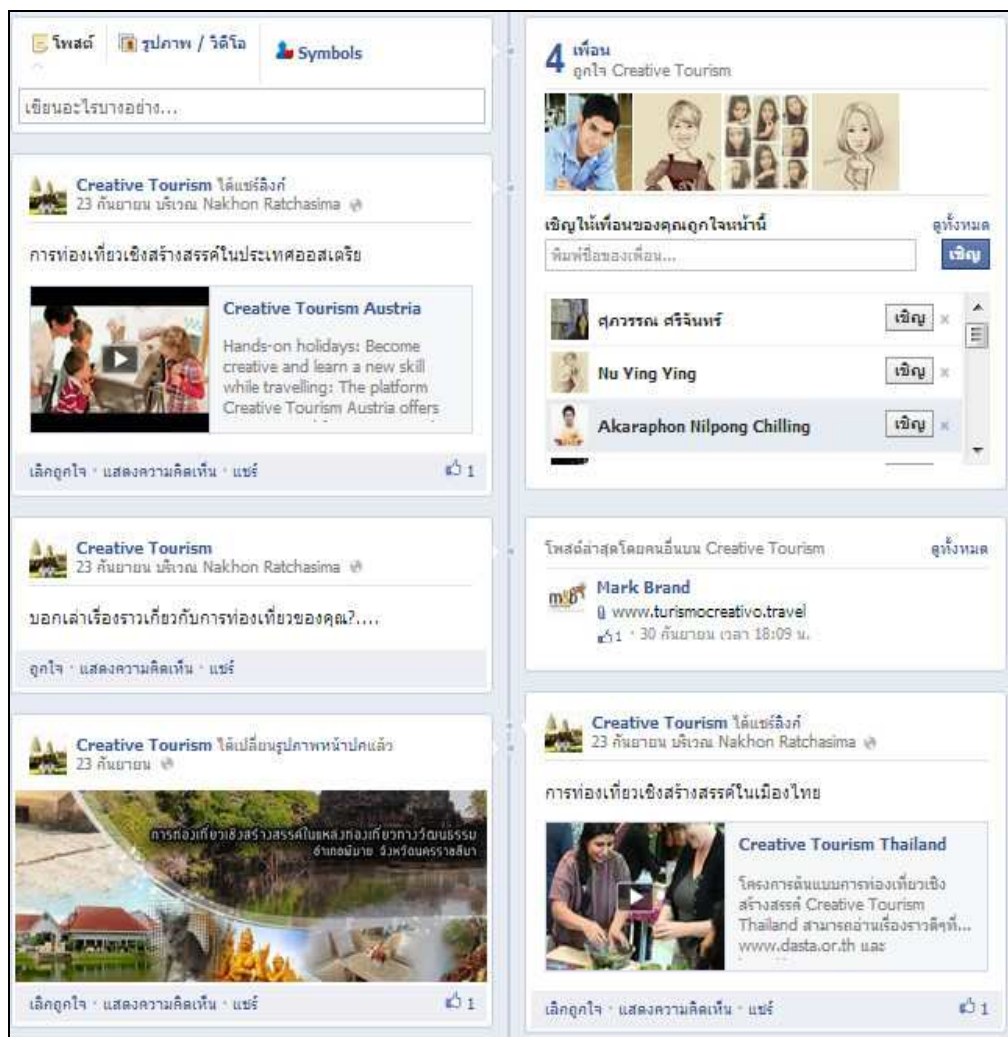 โพสต์
รูปภาพ / วิดีโอ
Symbols
เขียนอะไรบางอย่าง...
Creative Tourism ได้แชร์ลิงก์
23 กันยายน บริเวณ Nakhon Ratchasima
การท่องเที่ยวเชิงสร้างสรรค์ในประเทศออสเตรีย
Creative Tourism Austria
Hands-on holidays: Become
creative and learn a new skill
while travelling: The platform
Creative Tourism Austria offers
เลิกถูกใจ · แสดงความคิดเห็น · แชร์
1
Creative Tourism
23 กันยายน บริเวณ Nakhon Ratchasima
บอกเล่าเรื่องราวเกี่ยวกับการท่องเที่ยวของคุณ?....
ถูกใจ · แสดงความคิดเห็น · แชร์
Creative Tourism ได้เปลี่ยนรูปภาพหน้าปกแล้ว
23 กันยายน
การท่องเที่ยวเชิงสร้างสรรค์ในแหล่งท่องเที่ยวทางวัฒนธรรม
อำเภอพิมาย จังหวัดนครราชสีมา
เลิกถูกใจ · แสดงความคิดเห็น · แชร์
1
4 เพื่อน
ถูกใจ Creative Tourism
เชิญให้เพื่อนของคุณถูกใจหน้านี้
ดูทั้งหมด
พิมพ์ชื่อของเพื่อน...
เชิญ
ศุภวรรณ ศรีจันทร์
เชิญ ×
Nu Ying Ying
เชิญ ×
Akaraphon Nilpong Chilling
เชิญ ×
โพสต์ล่าสุดโดยคนอื่นบน Creative Tourism
ดูทั้งหมด
Mark Brand
www.turismocreativo.travel
1 · 30 กันยายน เวลา 18:09 น.
Creative Tourism ได้แชร์ลิงก์
23 กันยายน บริเวณ Nakhon Ratchasima
การท่องเที่ยวเชิงสร้างสรรค์ในเมืองไทย
Creative Tourism Thailand
โครงการต้นแบบการท่องเที่ยวเชิง
สร้างสรรค์ Creative Tourism
Thailand สามารถอ่านเรื่องราวดีๆที่...
www.dasta.or.th และ
เลิกถูกใจ · แสดงความคิดเห็น · แชร์
1